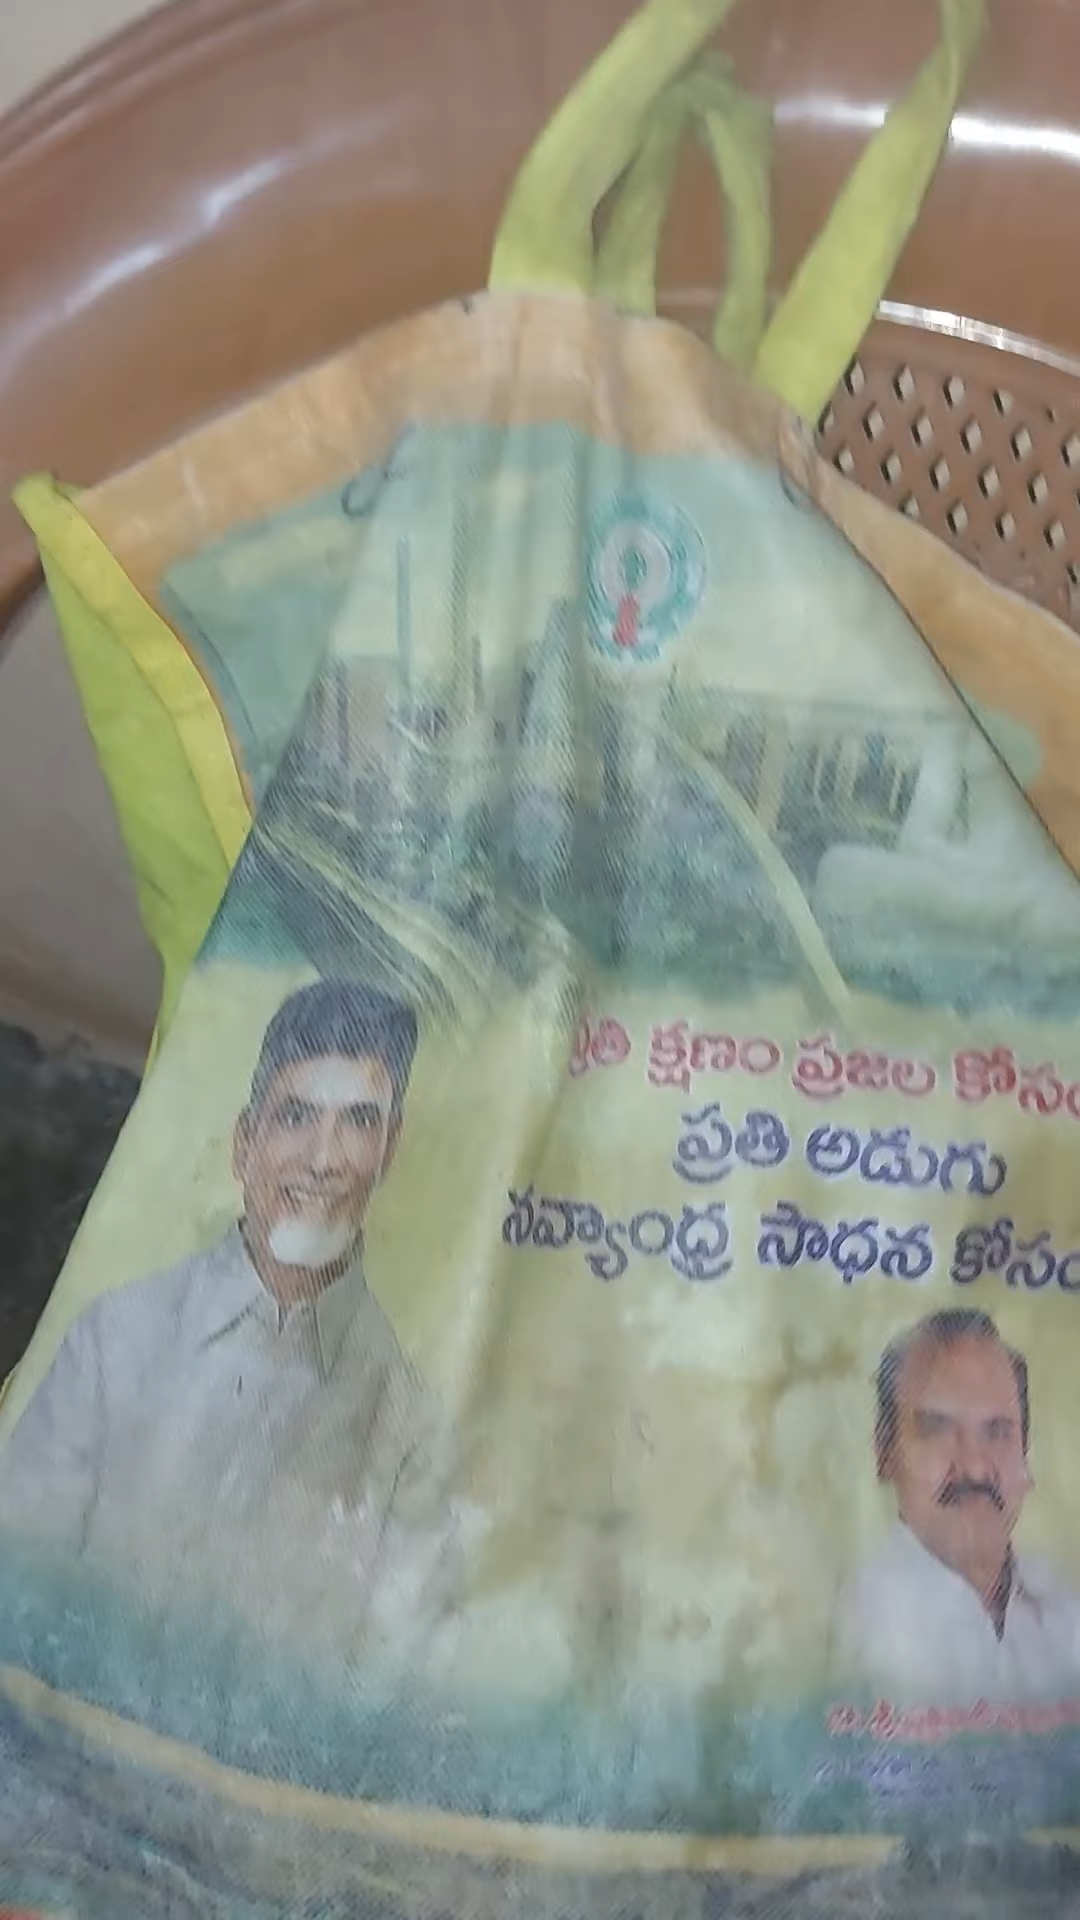 క్షణం ప్రజల కోసం
ప్రతి అడుగు
నవ్యాంధ్ర సాధన కోసం